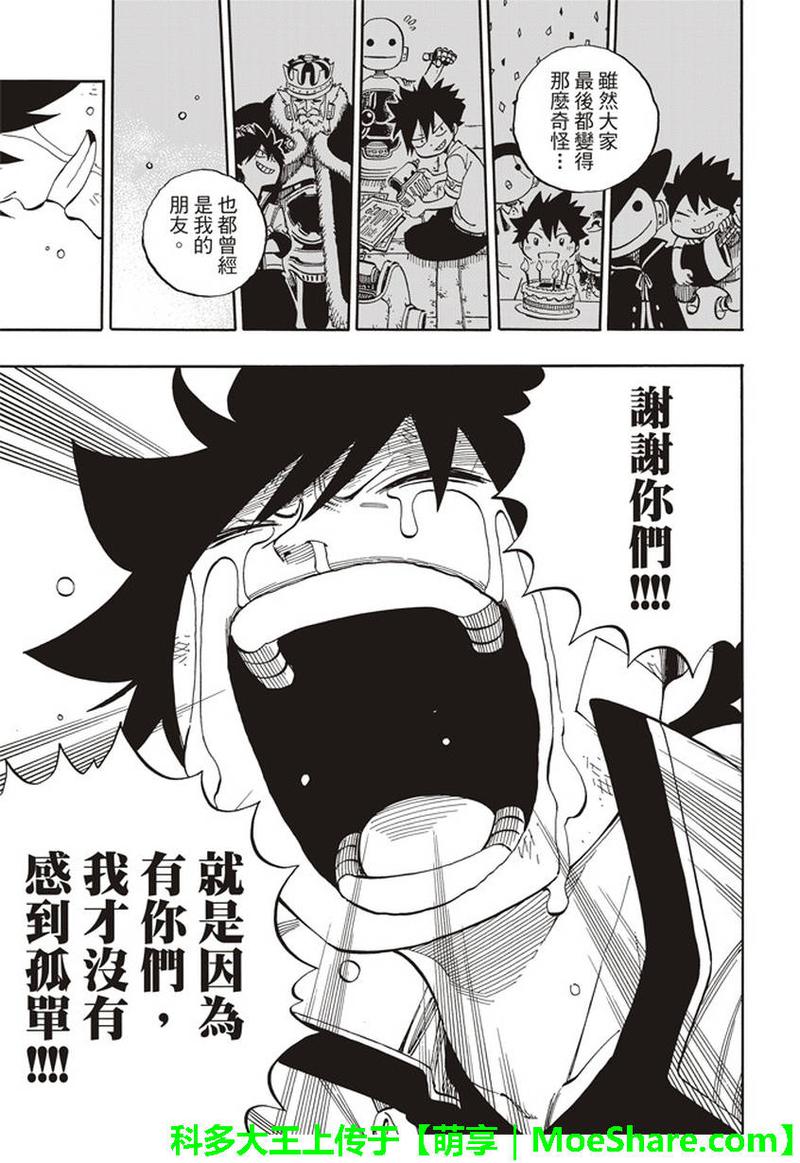 雖然大家
最後都變得
那麼奇怪…
也都曾經
是我的
朋友。
謝謝你們!!!!
就是因為
有你們，
我才沒有
感到孤單!!!!
科多大王上传于【萌享｜MoeShare.com】